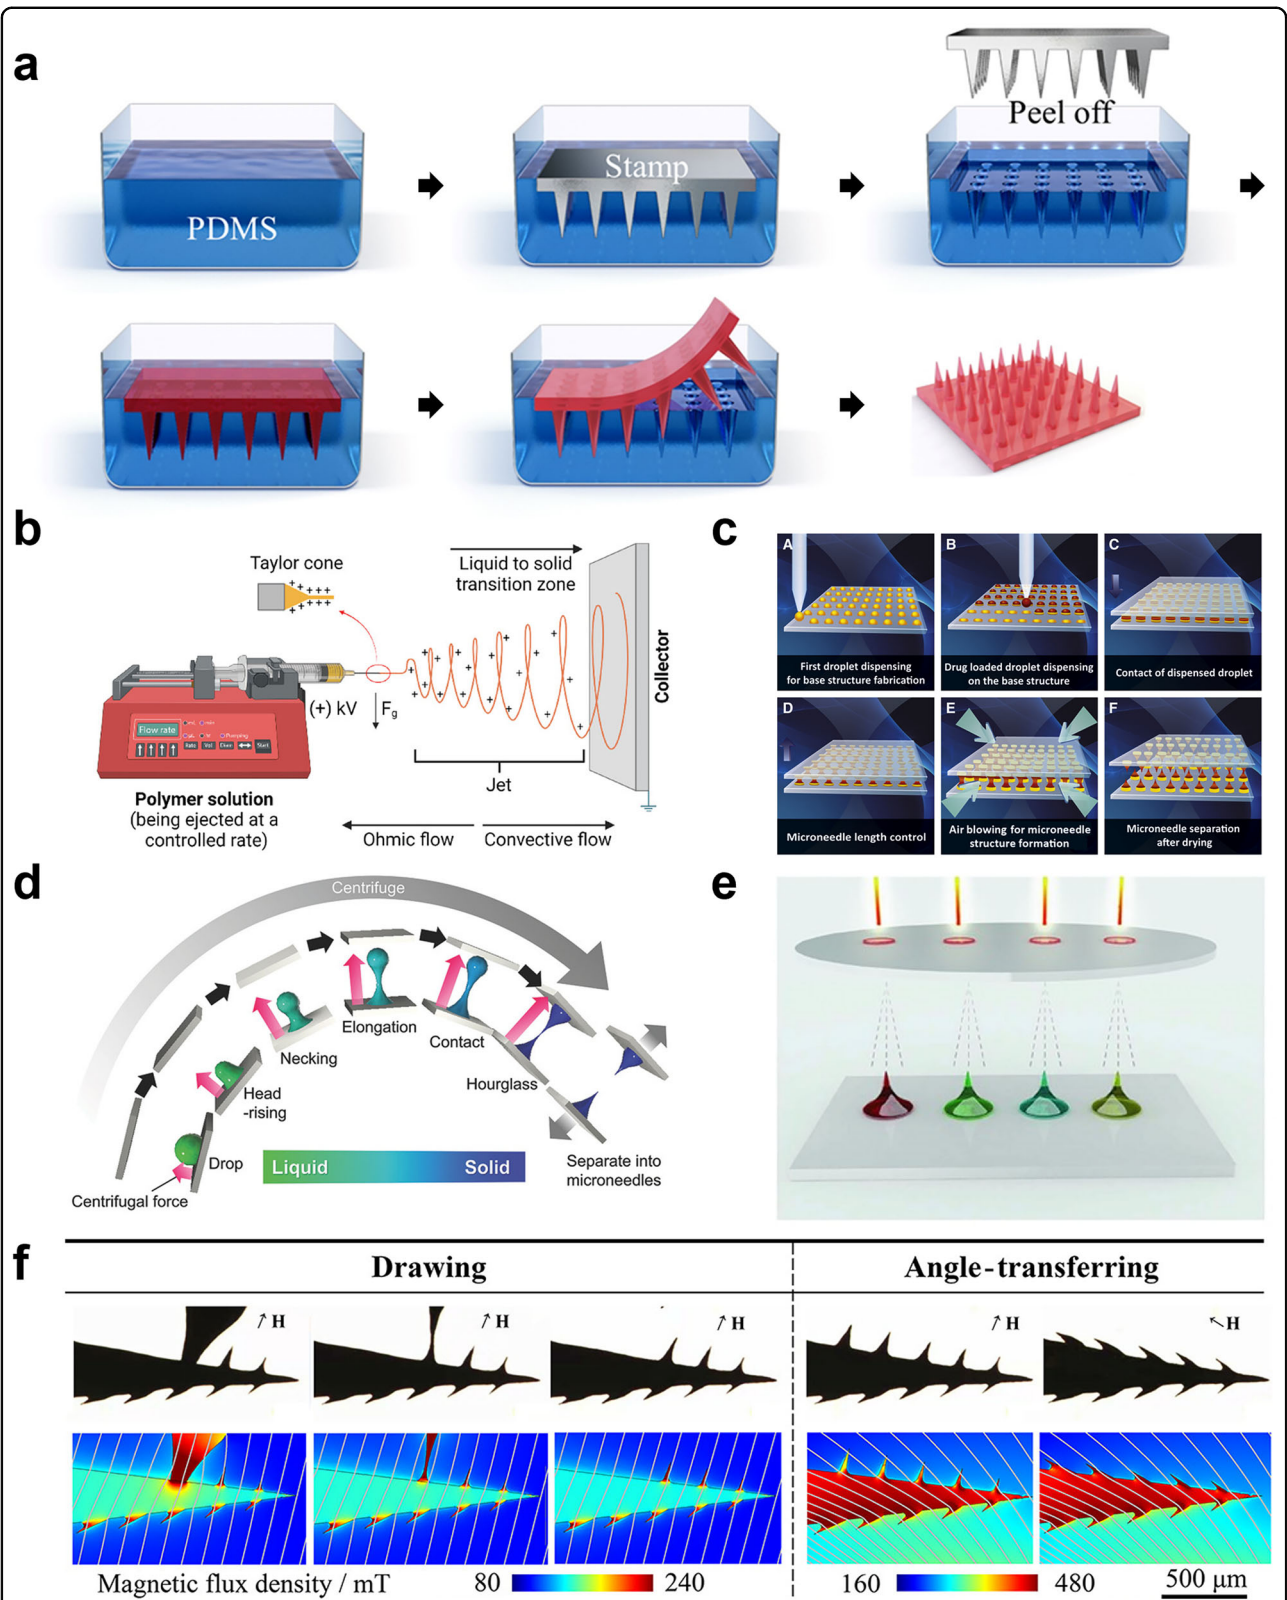 a
Peel off
Stamp
PDMS
b
Taylor cone
Liquid to solid
transition zone
Collector
(+) kV
Fg
Flow rate
Jet
Polymer solution
(being ejected at a
controlled rate)
Ohmic flow
Convective flow
c
A
First droplet dispensing
for base structure fabrication
B
Drug loaded droplet dispensing
on the base structure
C
Contact of dispensed droplet
D
Microneedle length control
E
Air blowing for microneedle
structure formation
F
Microneedle separation
after drying
d
Centrifuge
Elongation
Necking
Contact
Head
-rising
Hourglass
Drop
Centrifugal force
Liquid
Solid
Separate into
microneedles
e
f
Drawing
Angle-transferring
H
H
H
H
H
Magnetic flux density / mT
80
240
160
480
500 μm